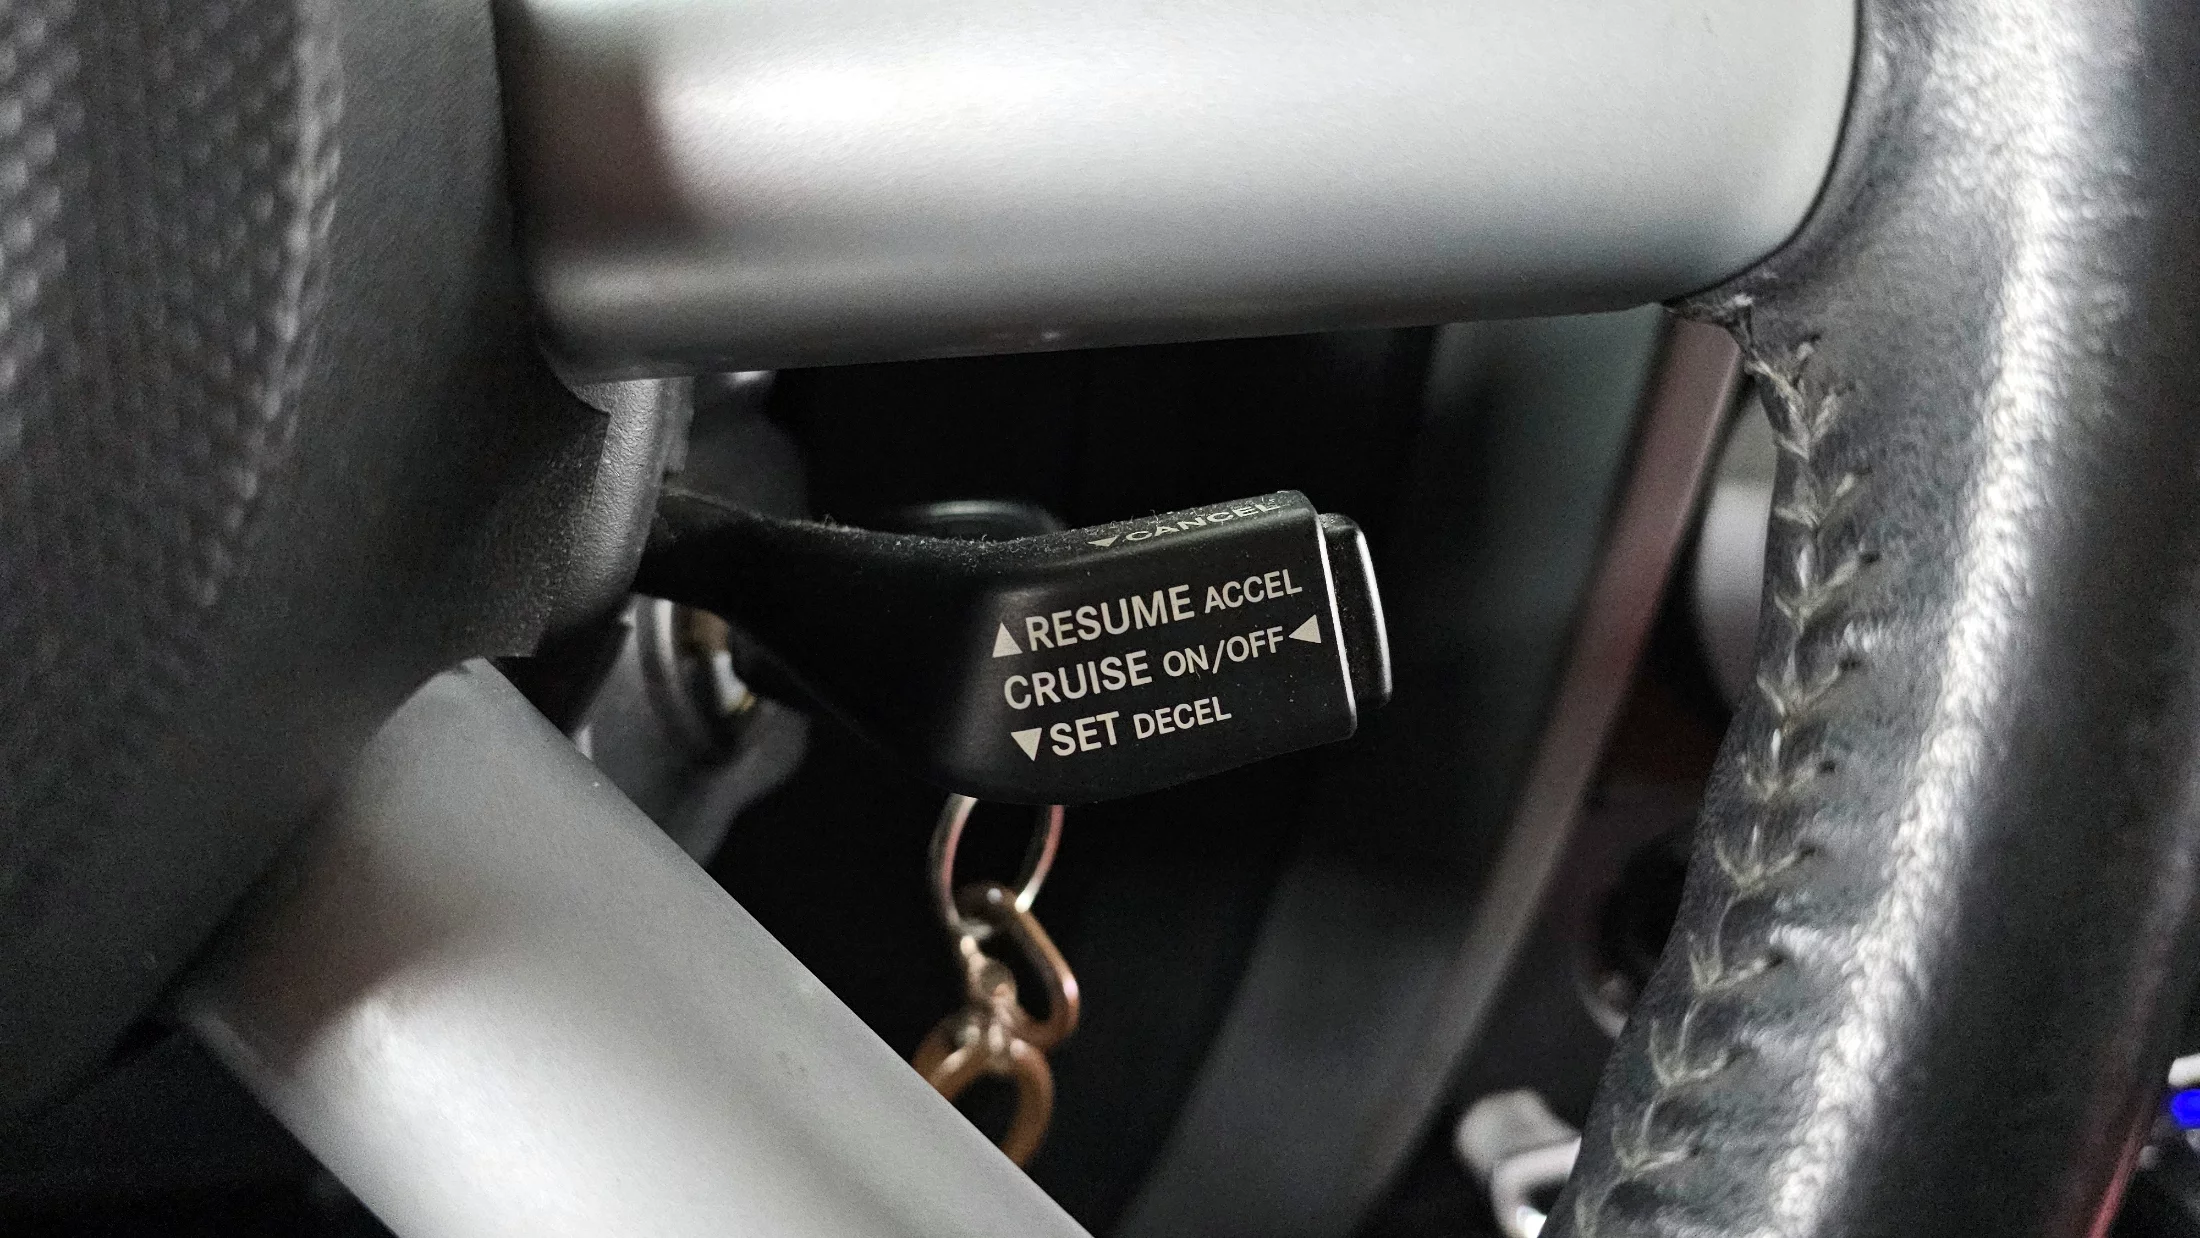 ▼CANCEL
▲RESUME ACCEL
CRUISE ON/OFF◀
▼SET DECEL